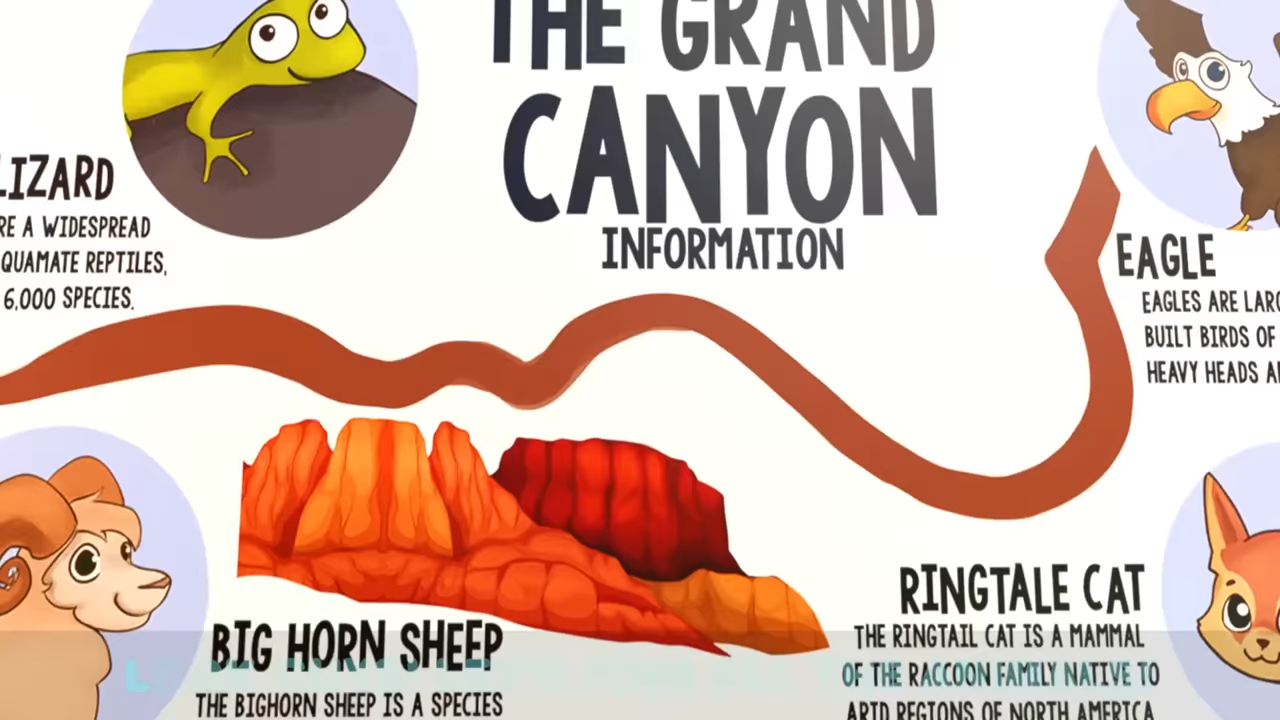 THE GRAND
CANYON
INFORMATION
LIZARD
RE A WIDESPREAD
QUAMATE REPTILES,
6,000 SPECIES.
EAGLE
EAGLES ARE LARG
BUILT BIRDS OF
HEAVY HEADS A
BIG HORN SHEEP
THE BIGHORN SHEEP IS A SPECIES
RINGTALE CAT
THE RINGTAIL CAT IS A MAMMAL
OF THE RACCOON FAMILY NATIVE TO
ARID REGIONS OF NORTH AMERICA